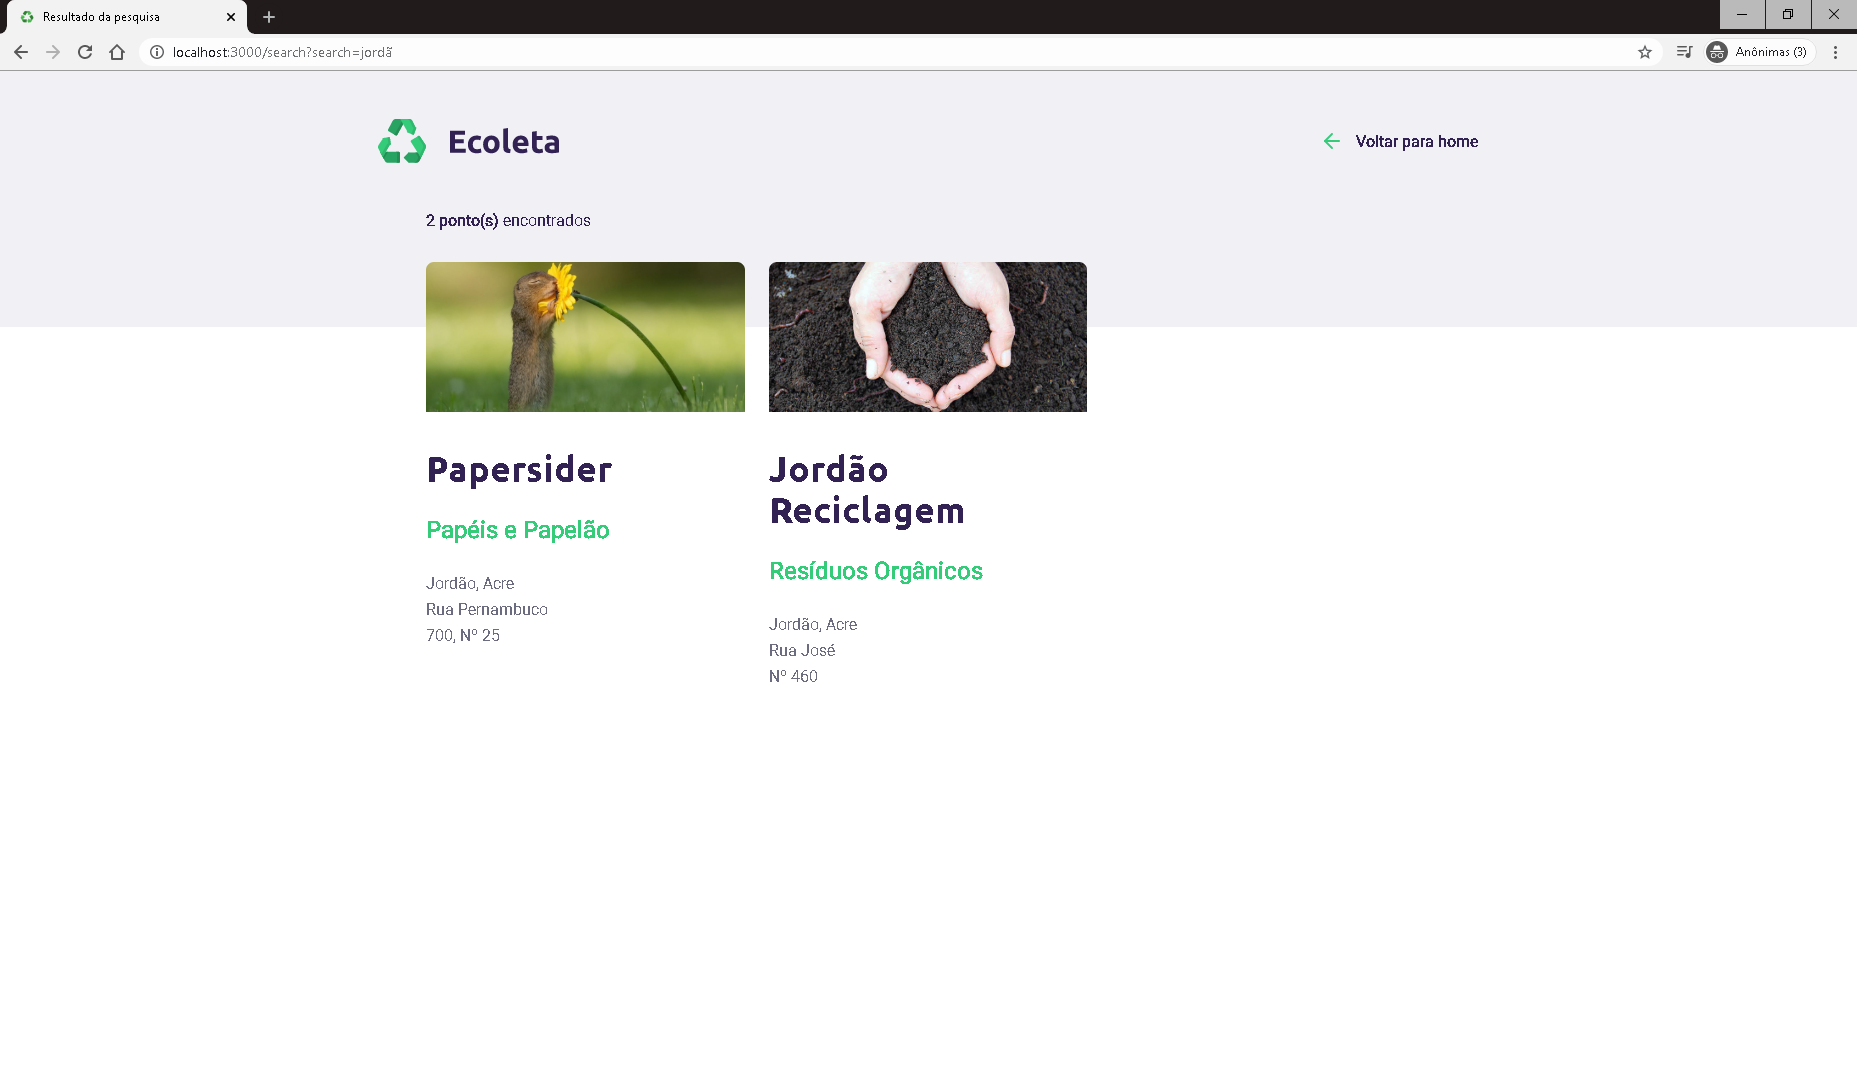 Resultado da pesquisa
localhost:3000/search?search=jordã
Anônimas (3)
Ecoleta
Voltar para home
2 ponto(s) encontrados
Papersider
Papéis e Papelão
Jordão, Acre
Rua Pernambuco
700, Nº 25
Jordão
Reciclagem
Resíduos Orgânicos
Jordão, Acre
Rua José
Nº 460